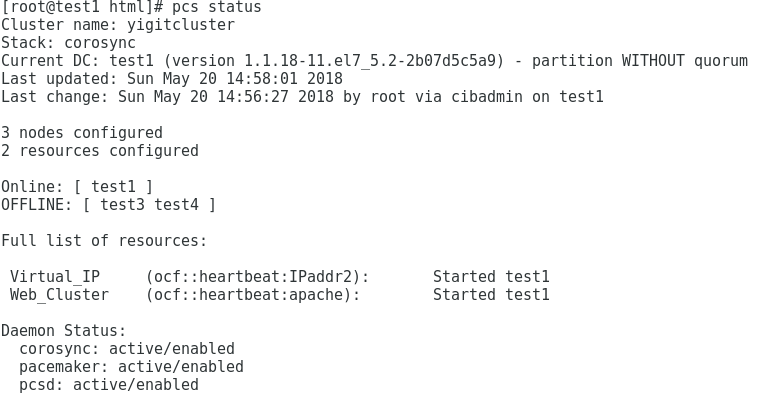 [root@test1 html]# pcs status
Cluster name: yigitcluster
Stack: corosync
Current DC: test1 (version 1.1.18-11.el7_5.2-2b07d5c5a9) - partition WITHOUT quorum
Last updated: Sun May 20 14:58:01 2018
Last change: Sun May 20 14:56:27 2018 by root via cibadmin on test1

3 nodes configured
2 resources configured

Online: [ test1 ]
OFFLINE: [ test3 test4 ]

Full list of resources:

 Virtual_IP     (ocf::heartbeat:IPaddr2):       Started test1
 Web_Cluster    (ocf::heartbeat:apache):        Started test1

Daemon Status:
  corosync: active/enabled
  pacemaker: active/enabled
  pcsd: active/enabled